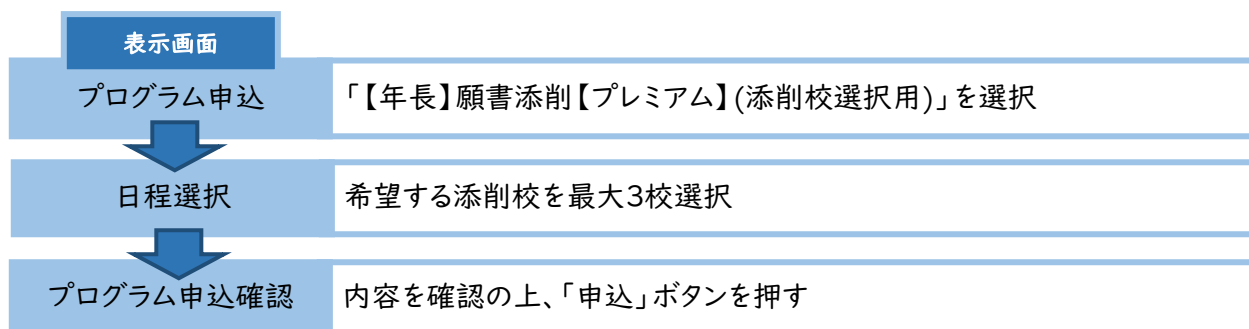 表示画面
プログラム申込
「【年長】願書添削【プレミアム】(添削校選択用)」を選択
日程選択
希望する添削校を最大3校選択
プログラム申込確認
内容を確認の上、「申込」ボタンを押す